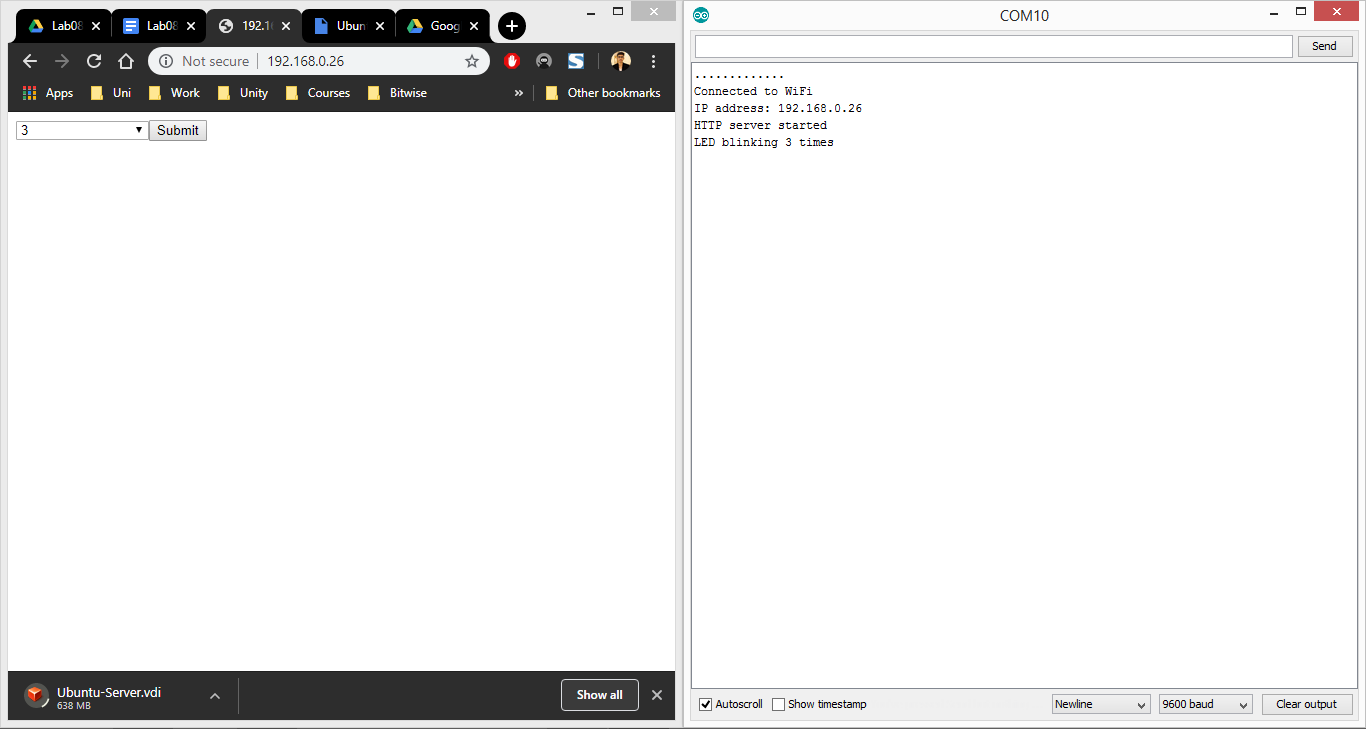 Lab08
Lab08
192.16
Ubun
Goog
Not secure
192.168.0.26
Apps
Uni
Work
Unity
Courses
Bitwise
»
Other bookmarks
3
Submit
Ubuntu-Server.vdi
638 MB
Show all
COM10
Send
.............
Connected to WiFi
IP address: 192.168.0.26
HTTP server started
LED blinking 3 times
Autoscroll
Show timestamp
Newline
9600 baud
Clear output